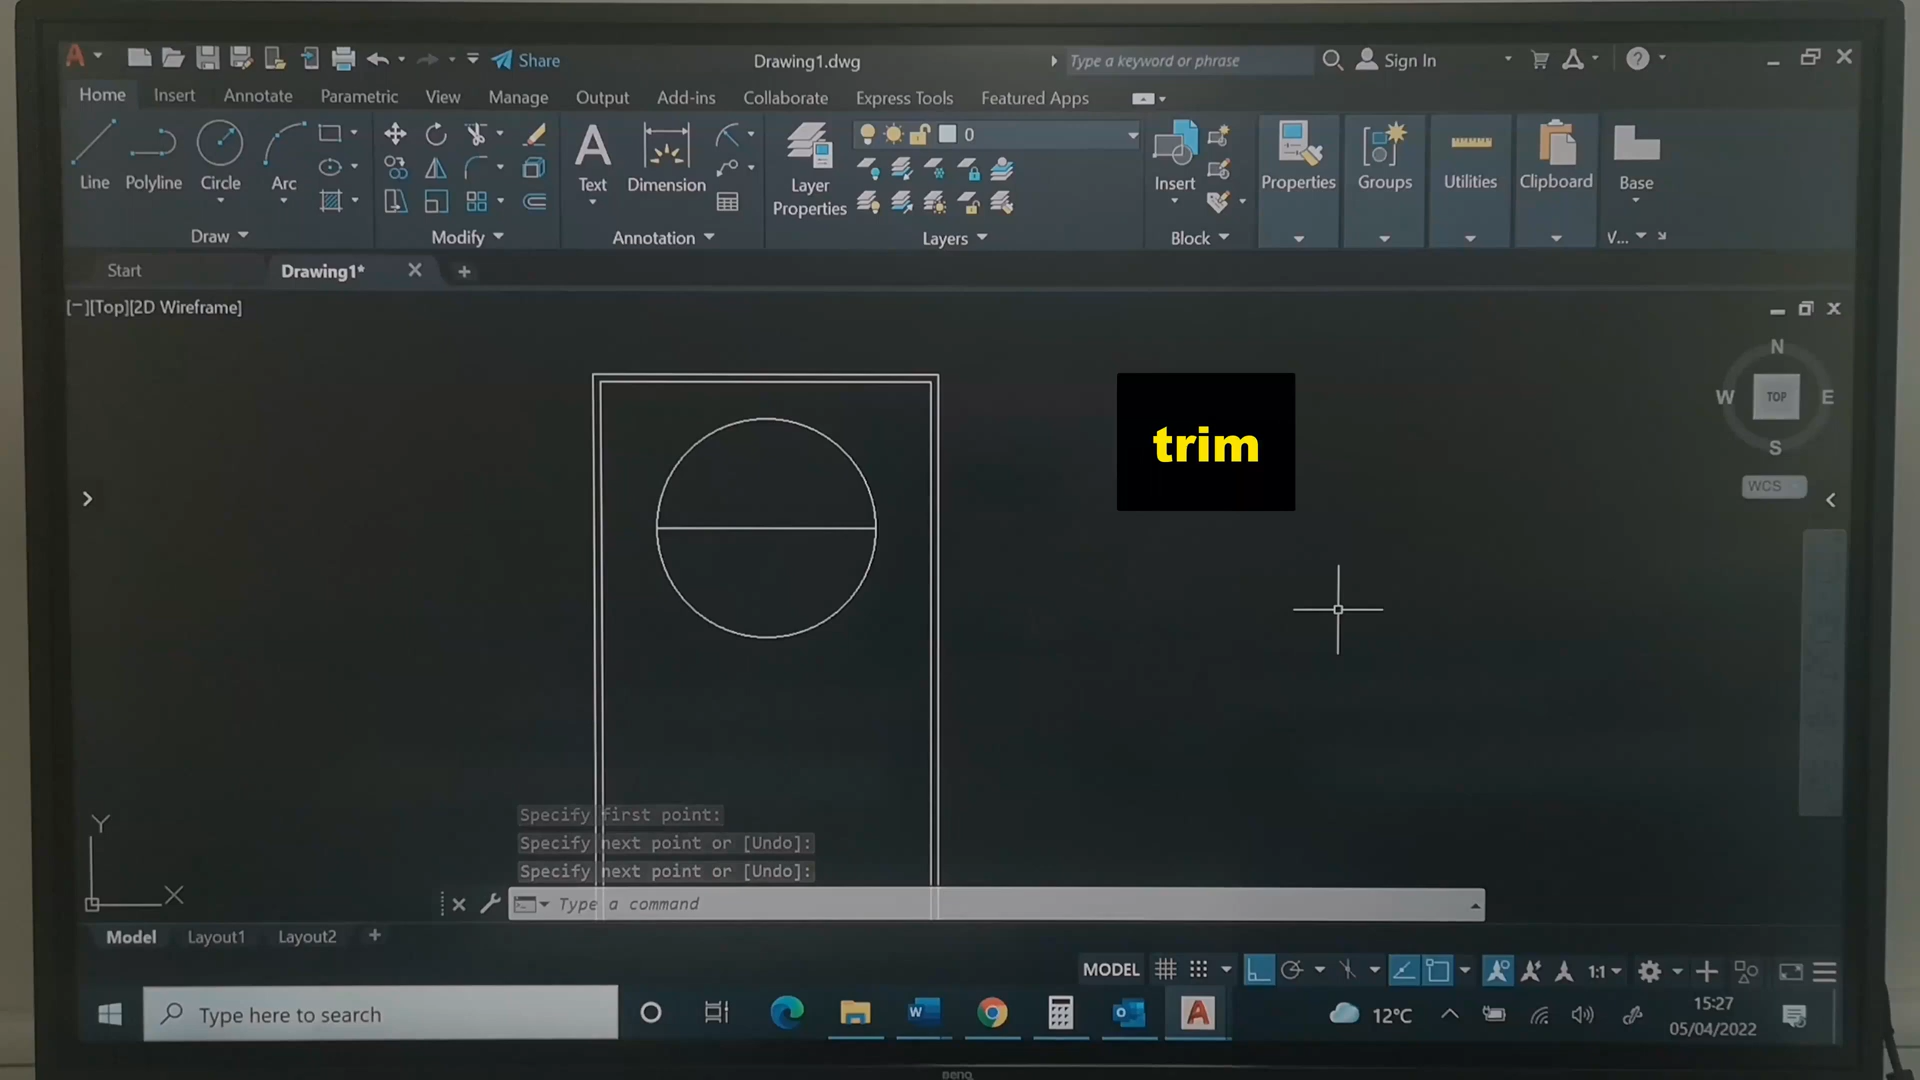 Share
Drawing1.dwg
Type a keyword or phrase
Sign In
Home
Insert
Annotate
Parametric
View
Manage
Output
Add-ins
Collaborate
Express Tools
Featured Apps
Line
Polyline
Circle
Arc
Draw
Modify
Text
Dimension
Annotation
Layer
Properties
0
Layers
Insert
Block
Properties
Groups
Utilities
Clipboard
Base
V...
Start
Drawing1*
[−][Top][2D Wireframe]
N
W
TOP
E
S
WCS
trim
Specify first point:
Specify next point or [Undo]:
Specify next point or [Undo]:
Type a command
Y
X
Model
Layout1
Layout2
MODEL
1:1
Type here to search
12°C
15:27
05/04/2022
BenQ